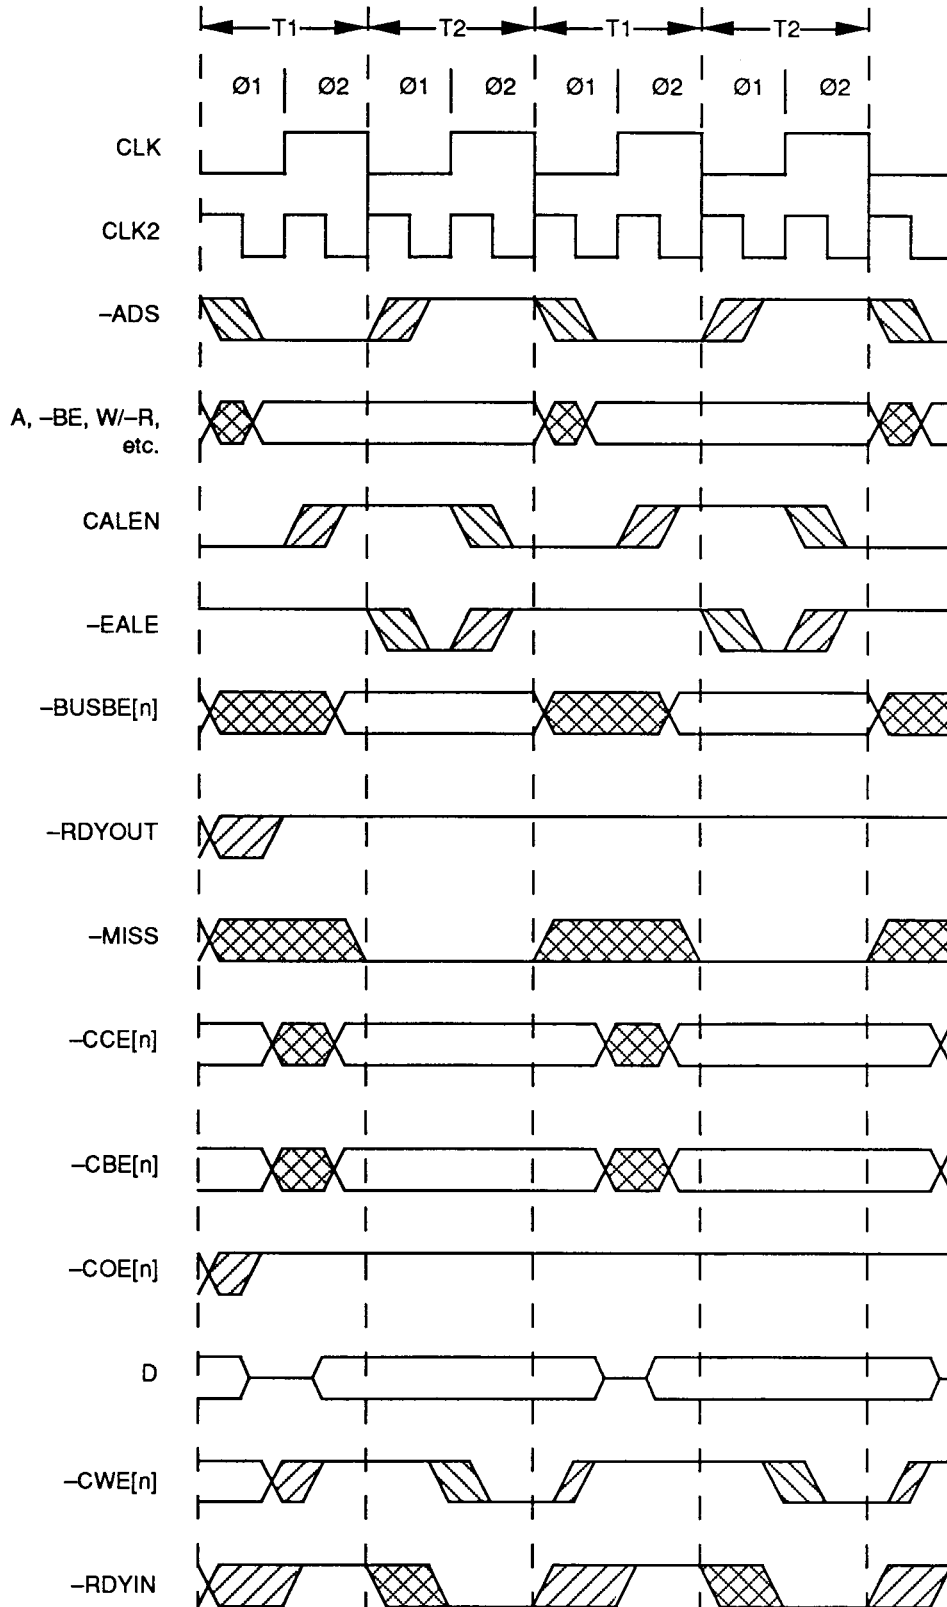 T1 T2 T1 T2
Ø1 Ø2 Ø1 Ø2 Ø1 Ø2 Ø1 Ø2
CLK
CLK2
–ADS
A, –BE, W/–R,
etc.
CALEN
–EALE
–BUSBE[n]
–RDYOUT
–MISS
–CCE[n]
–CBE[n]
–COE[n]
D
–CWE[n]
–RDYIN